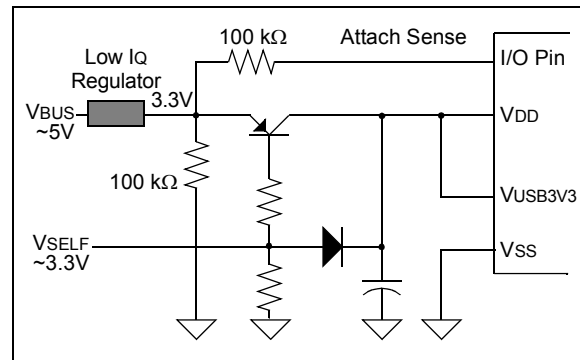 100 kΩ
Attach Sense
I/O Pin
Low IQ
Regulator
3.3V
VBUS
~5V
VDD
100 kΩ
VUSB3V3
VSELF
~3.3V
VSS